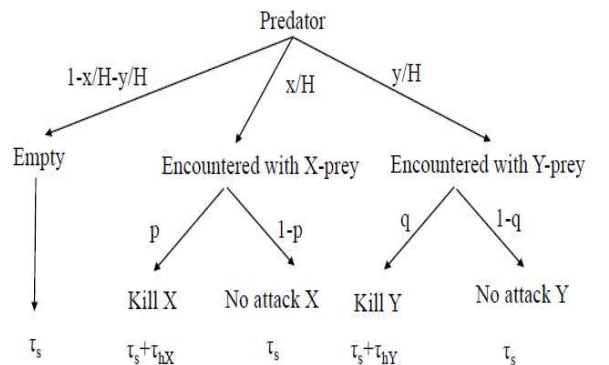 Predator
1-x/H-y/H
x/H
y/H
Empty
Encountered with X-prey
Encountered with Y-prey
p
1-p
q
1-q
Kill X
No attack X
Kill Y
No attack Y
τs
τs+τhX
τs
τs+τhY
τs